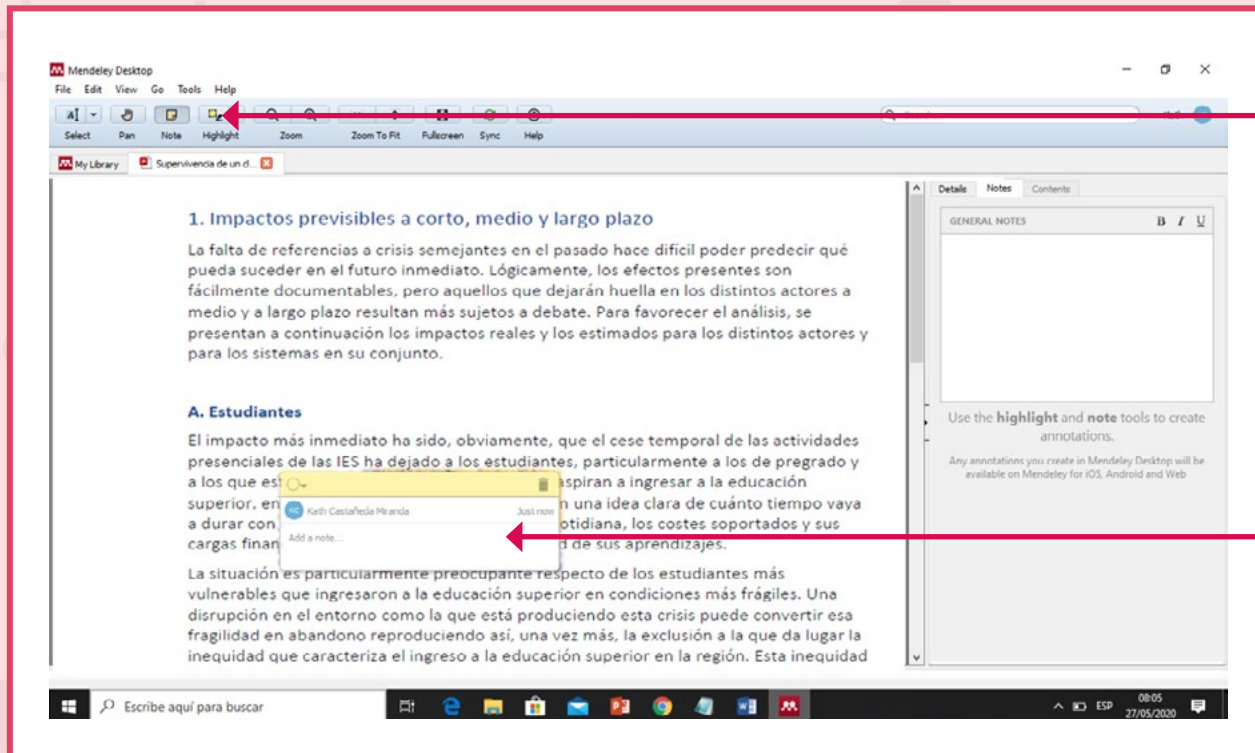 Mendeley Desktop
File Edit View Go Tools Help
Select Pan Note Highlight Zoom Zoom To Fit Fullscreen Sync Help
My Library Supervivencia de un d...
Details Notes Contents
GENERAL NOTES B I U
1. Impactos previsibles a corto, medio y largo plazo
La falta de referencias a crisis semejantes en el pasado hace difícil poder predecir qué
pueda suceder en el futuro inmediato. Lógicamente, los efectos presentes son
fácilmente documentables, pero aquellos que dejarán huella en los distintos actores a
medio y a largo plazo resultan más sujetos a debate. Para favorecer el análisis, se
presentan a continuación los impactos reales y los estimados para los distintos actores y
para los sistemas en su conjunto.
A. Estudiantes
El impacto más inmediato ha sido, obviamente, que el cese temporal de las actividades
presenciales de las IES ha dejado a los estudiantes, particularmente a los de pregrado y
a los que es aspiran a ingresar a la educación
superior, en una idea clara de cuánto tiempo vaya
a durar con otidiana, los costes soportados y sus
cargas finan d de sus aprendizajes.
KC Kath Castañeda Miranda Just now
Add a note...
La situación es particularmente preocupante respecto de los estudiantes más
vulnerables que ingresaron a la educación superior en condiciones más frágiles. Una
disrupción en el entorno como la que está produciendo esta crisis puede convertir esa
fragilidad en abandono reproduciendo así, una vez más, la exclusión a la que da lugar la
inequidad que caracteriza el ingreso a la educación superior en la región. Esta inequidad
Use the highlight and note tools to create
annotations.
Any annotations you create in Mendeley Desktop will be
available on Mendeley for iOS, Android and Web
Escribe aquí para buscar
ESP
08:05
27/05/2020